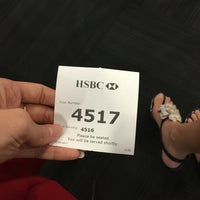 HSBC
Your Number
4517
4516
Please be seated
You will be served shortly